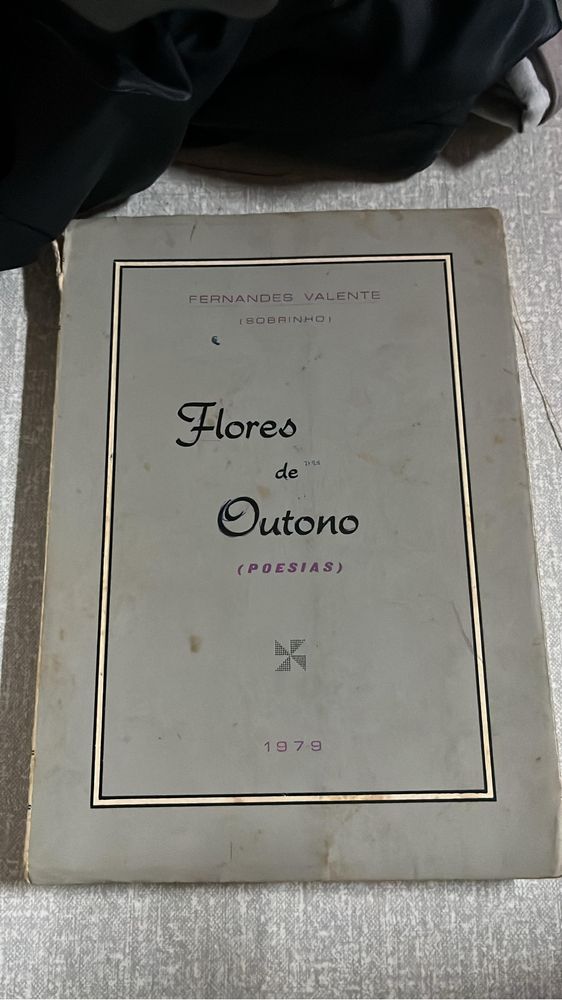 FERNANDES VALENTE
(SOBRINHO)
Flores
de
Outono
(POESIAS)
1979